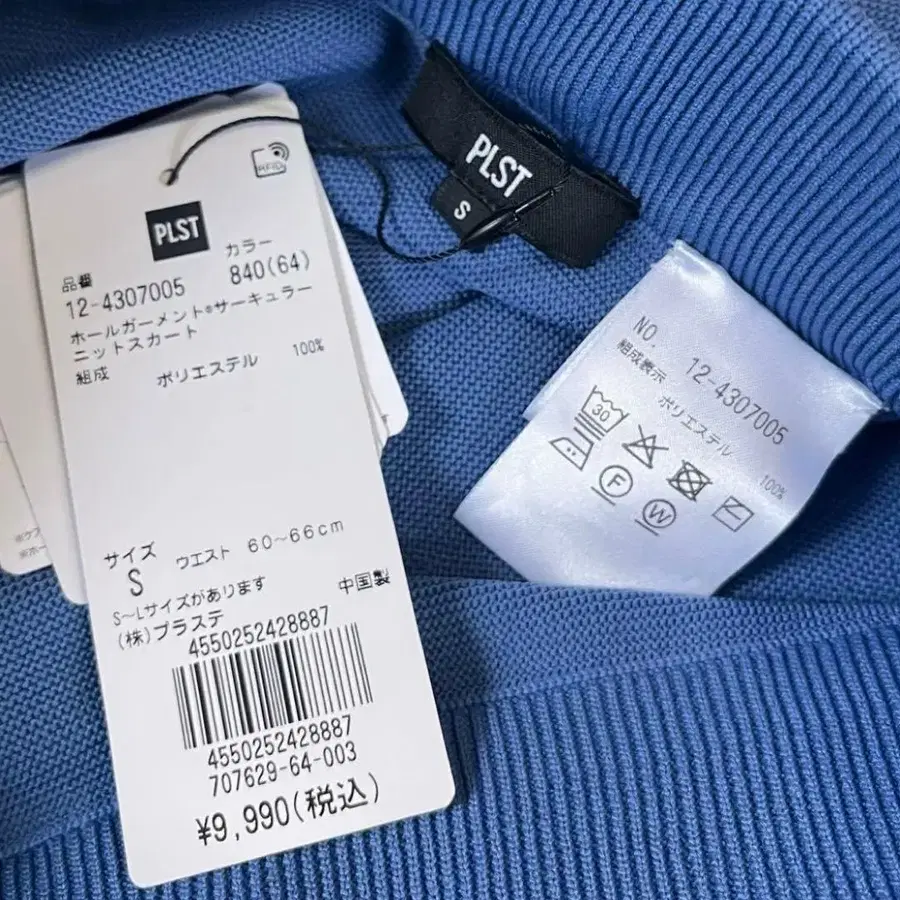 RFID
PLST
品番
カラー
12-4307005
840(64)
ホールガーメント®サーキュラー
ニットスカート
組成
ポリエステル
100%
サイズ
S
ウエスト 60~66cm
S~Lサイズがあります
中国製
(株)プラステ
4550252428887
4550252428887
707629-64-003
¥9,990(税込)
PLST
S
NO. 12-4307005
組成表示
ポリエステル
100%
30
F
W